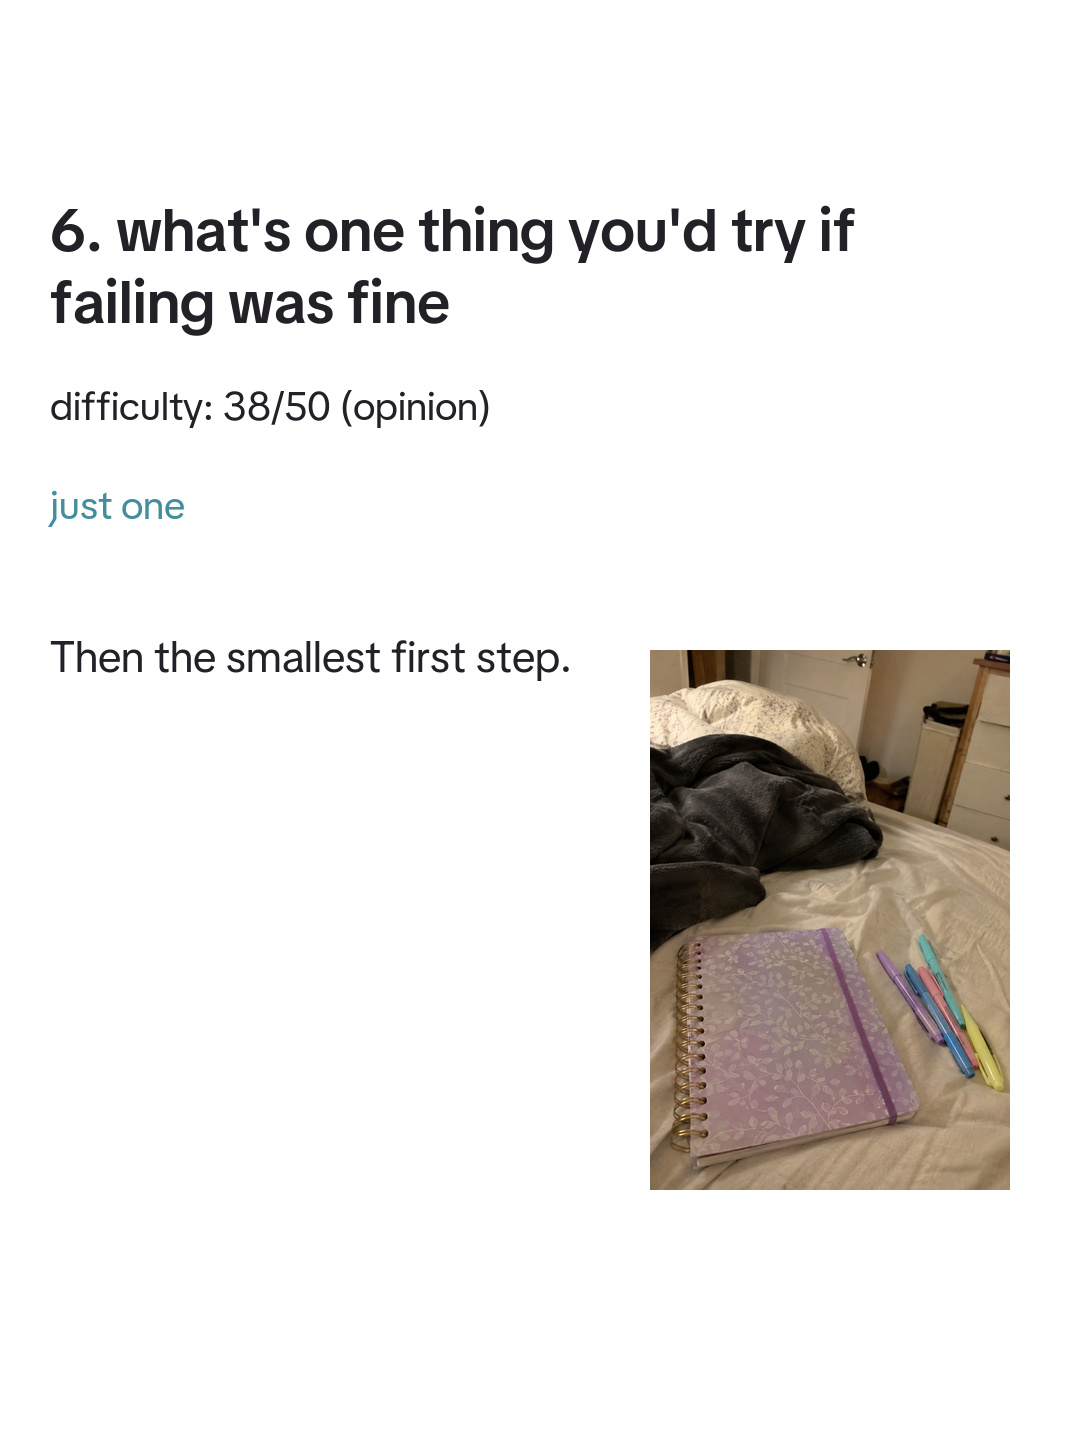 6. what's one thing you'd try if
failing was fine
difficulty: 38/50 (opinion)
just one
Then the smallest first step.